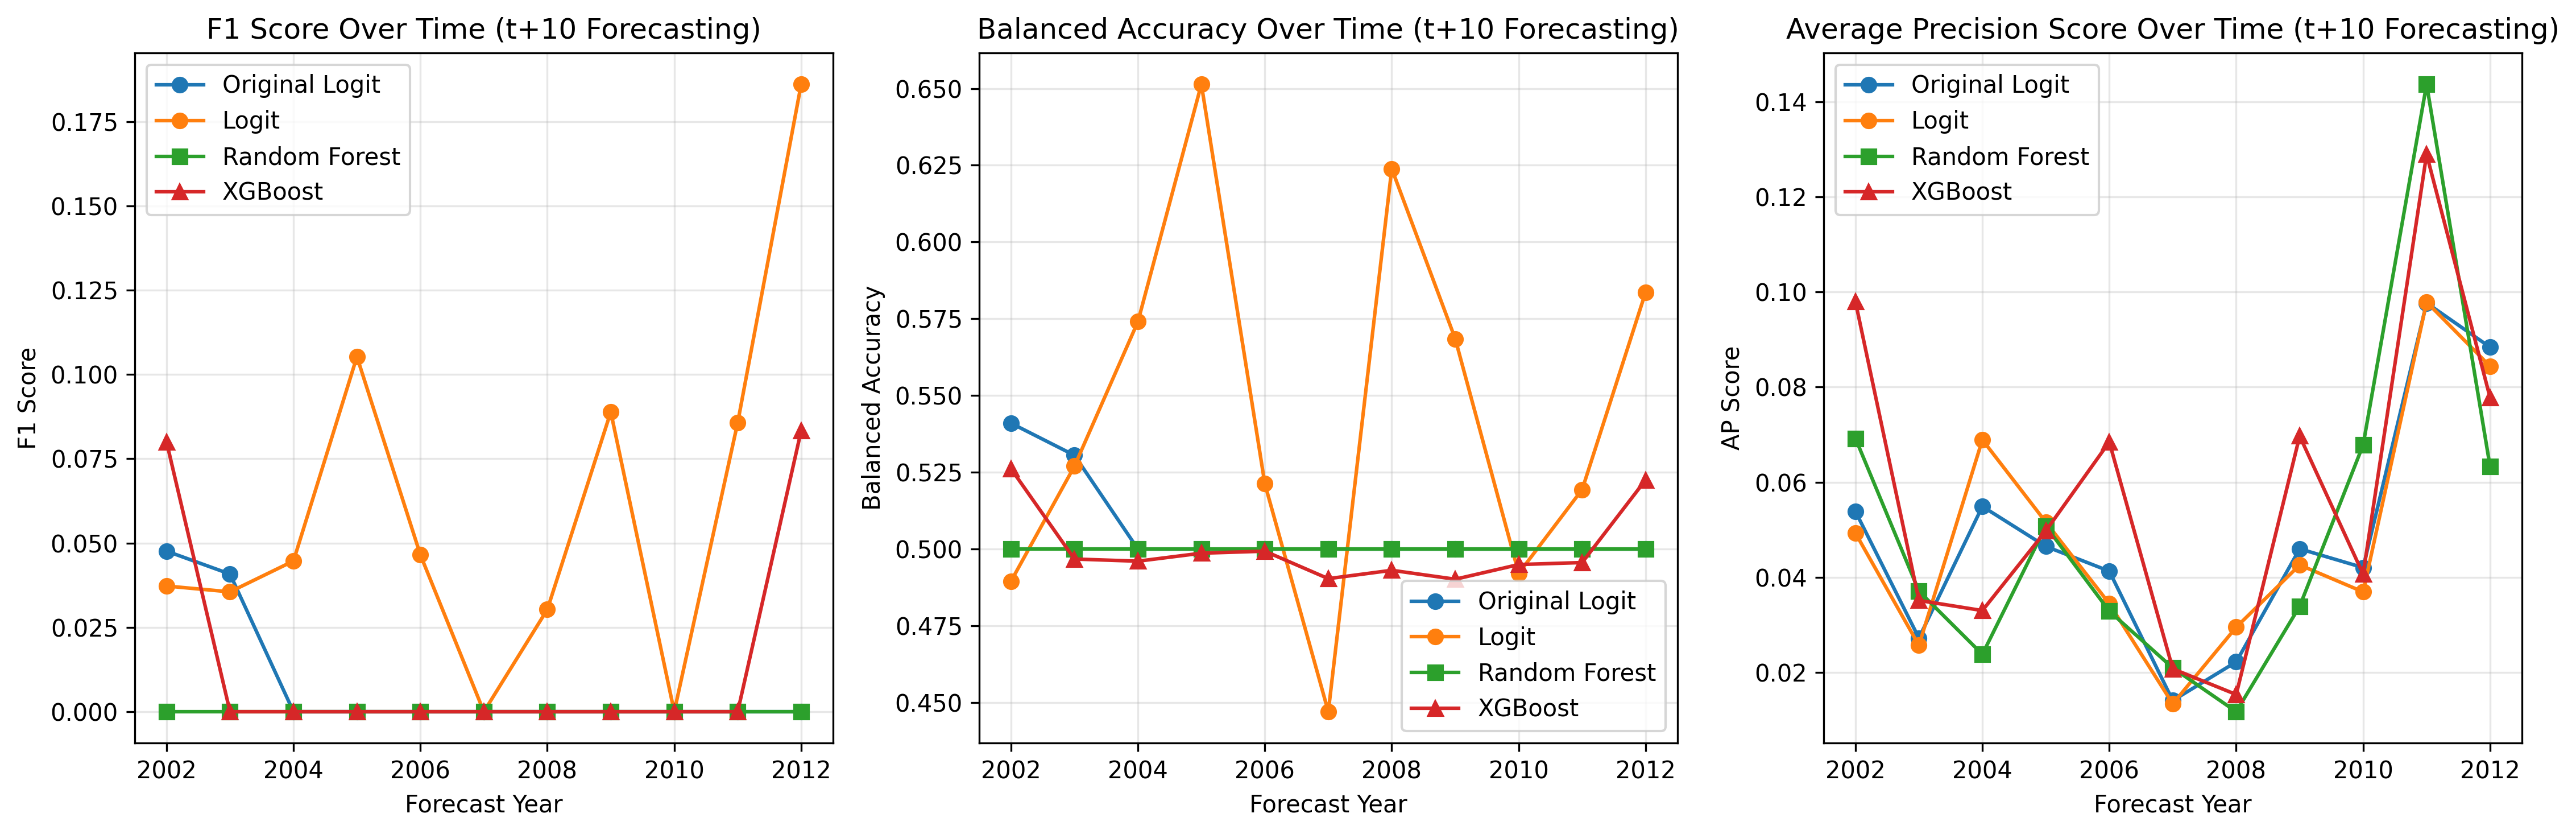 F1 Score Over Time (t+10 Forecasting)
Original Logit
Logit
Random Forest
XGBoost
0.175
0.150
0.125
0.100
0.075
0.050
0.025
0.000
F1 Score
2002 2004 2006 2008 2010 2012
Forecast Year
Balanced Accuracy Over Time (t+10 Forecasting)
0.650
0.625
0.600
0.575
0.550
0.525
0.500
0.475
0.450
Balanced Accuracy
Original Logit
Logit
Random Forest
XGBoost
2002 2004 2006 2008 2010 2012
Forecast Year
Average Precision Score Over Time (t+10 Forecasting)
Original Logit
Logit
Random Forest
XGBoost
0.14
0.12
0.10
0.08
0.06
0.04
0.02
AP Score
2002 2004 2006 2008 2010 2012
Forecast Year